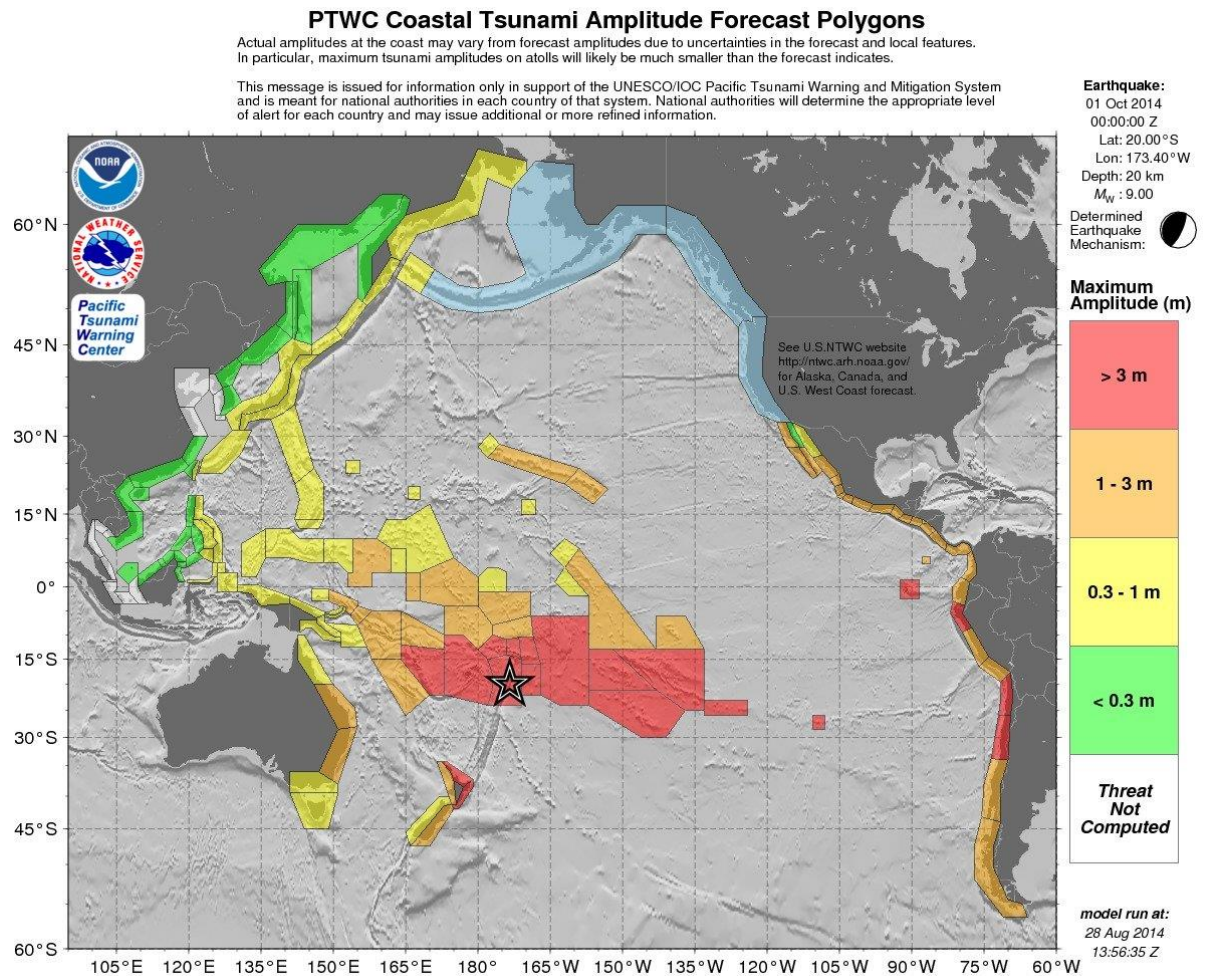 PTWC Coastal Tsunami Amplitude Forecast Polygons
Actual amplitudes at the coast may vary from forecast amplitudes due to uncertainties in the forecast and local features.
In particular, maximum tsunami amplitudes on atolls will likely be much smaller than the forecast indicates.
This message is issued for information only in support of the UNESCO/IOC Pacific Tsunami Warning and Mitigation System
and is meant for national authorities in each country of that system. National authorities will determine the appropriate level
of alert for each country and may issue additional or more refined information.
Earthquake:
01 Oct 2014
00:00:00 Z
Lat: 20.00°S
Lon: 173.40°W
Depth: 20 km
MW : 9.00
Determined
Earthquake
Mechanism:
NOAA
NATIONAL WEATHER SERVICE
Pacific
Tsunami
Warning
Center
See U.S.NTWC website
http://ntwc.arh.noaa.gov/
for Alaska, Canada, and
U.S. West Coast forecast.
60°N
45°N
30°N
15°N
0°
15°S
30°S
45°S
60°S
105°E 120°E 135°E 150°E 165°E 180° 165°W 150°W 135°W 120°W 105°W 90°W 75°W 60°W
Maximum
Amplitude (m)
> 3 m
1 - 3 m
0.3 - 1 m
< 0.3 m
Threat
Not
Computed
model run at:
28 Aug 2014
13:56:35 Z